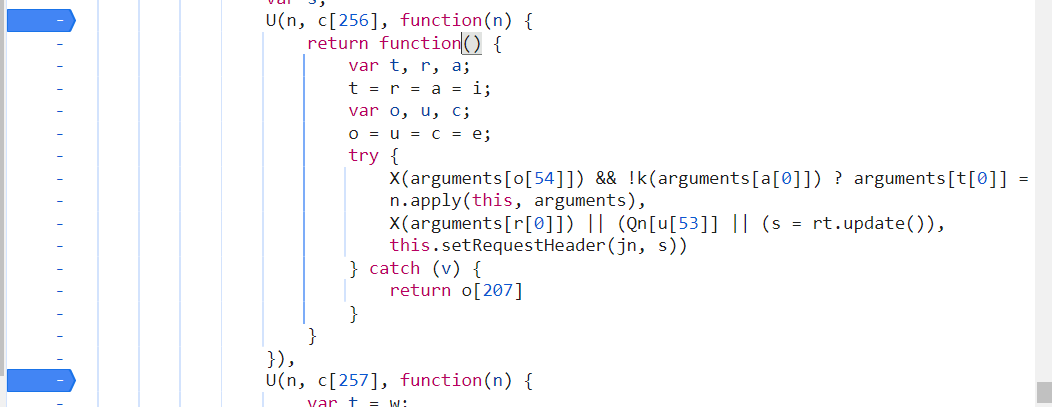 var s;
U(n, c[256], function(n) {
return function() {
var t, r, a;
t = r = a = i;
var o, u, c;
o = u = c = e;
try {
X(arguments[o[54]]) && !k(arguments[a[0]]) ? arguments[t[0]] =
n.apply(this, arguments),
X(arguments[r[0]]) || (Qn[u[53]] || (s = rt.update()),
this.setRequestHeader(jn, s))
} catch (v) {
return o[207]
}
}
}),
U(n, c[257], function(n) {
var t = w;